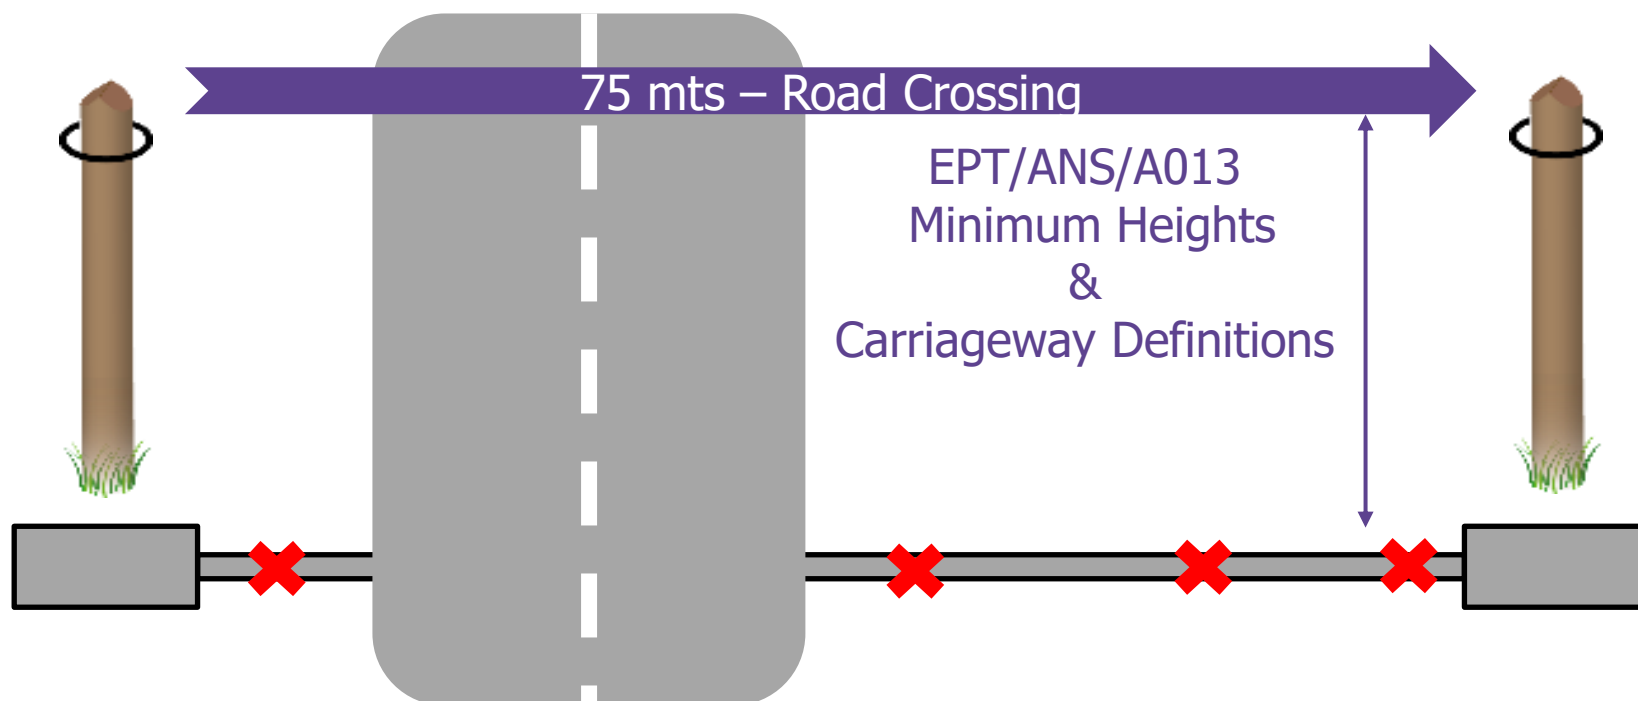 75 mts – Road Crossing
EPT/ANS/A013
Minimum Heights
&
Carriageway Definitions